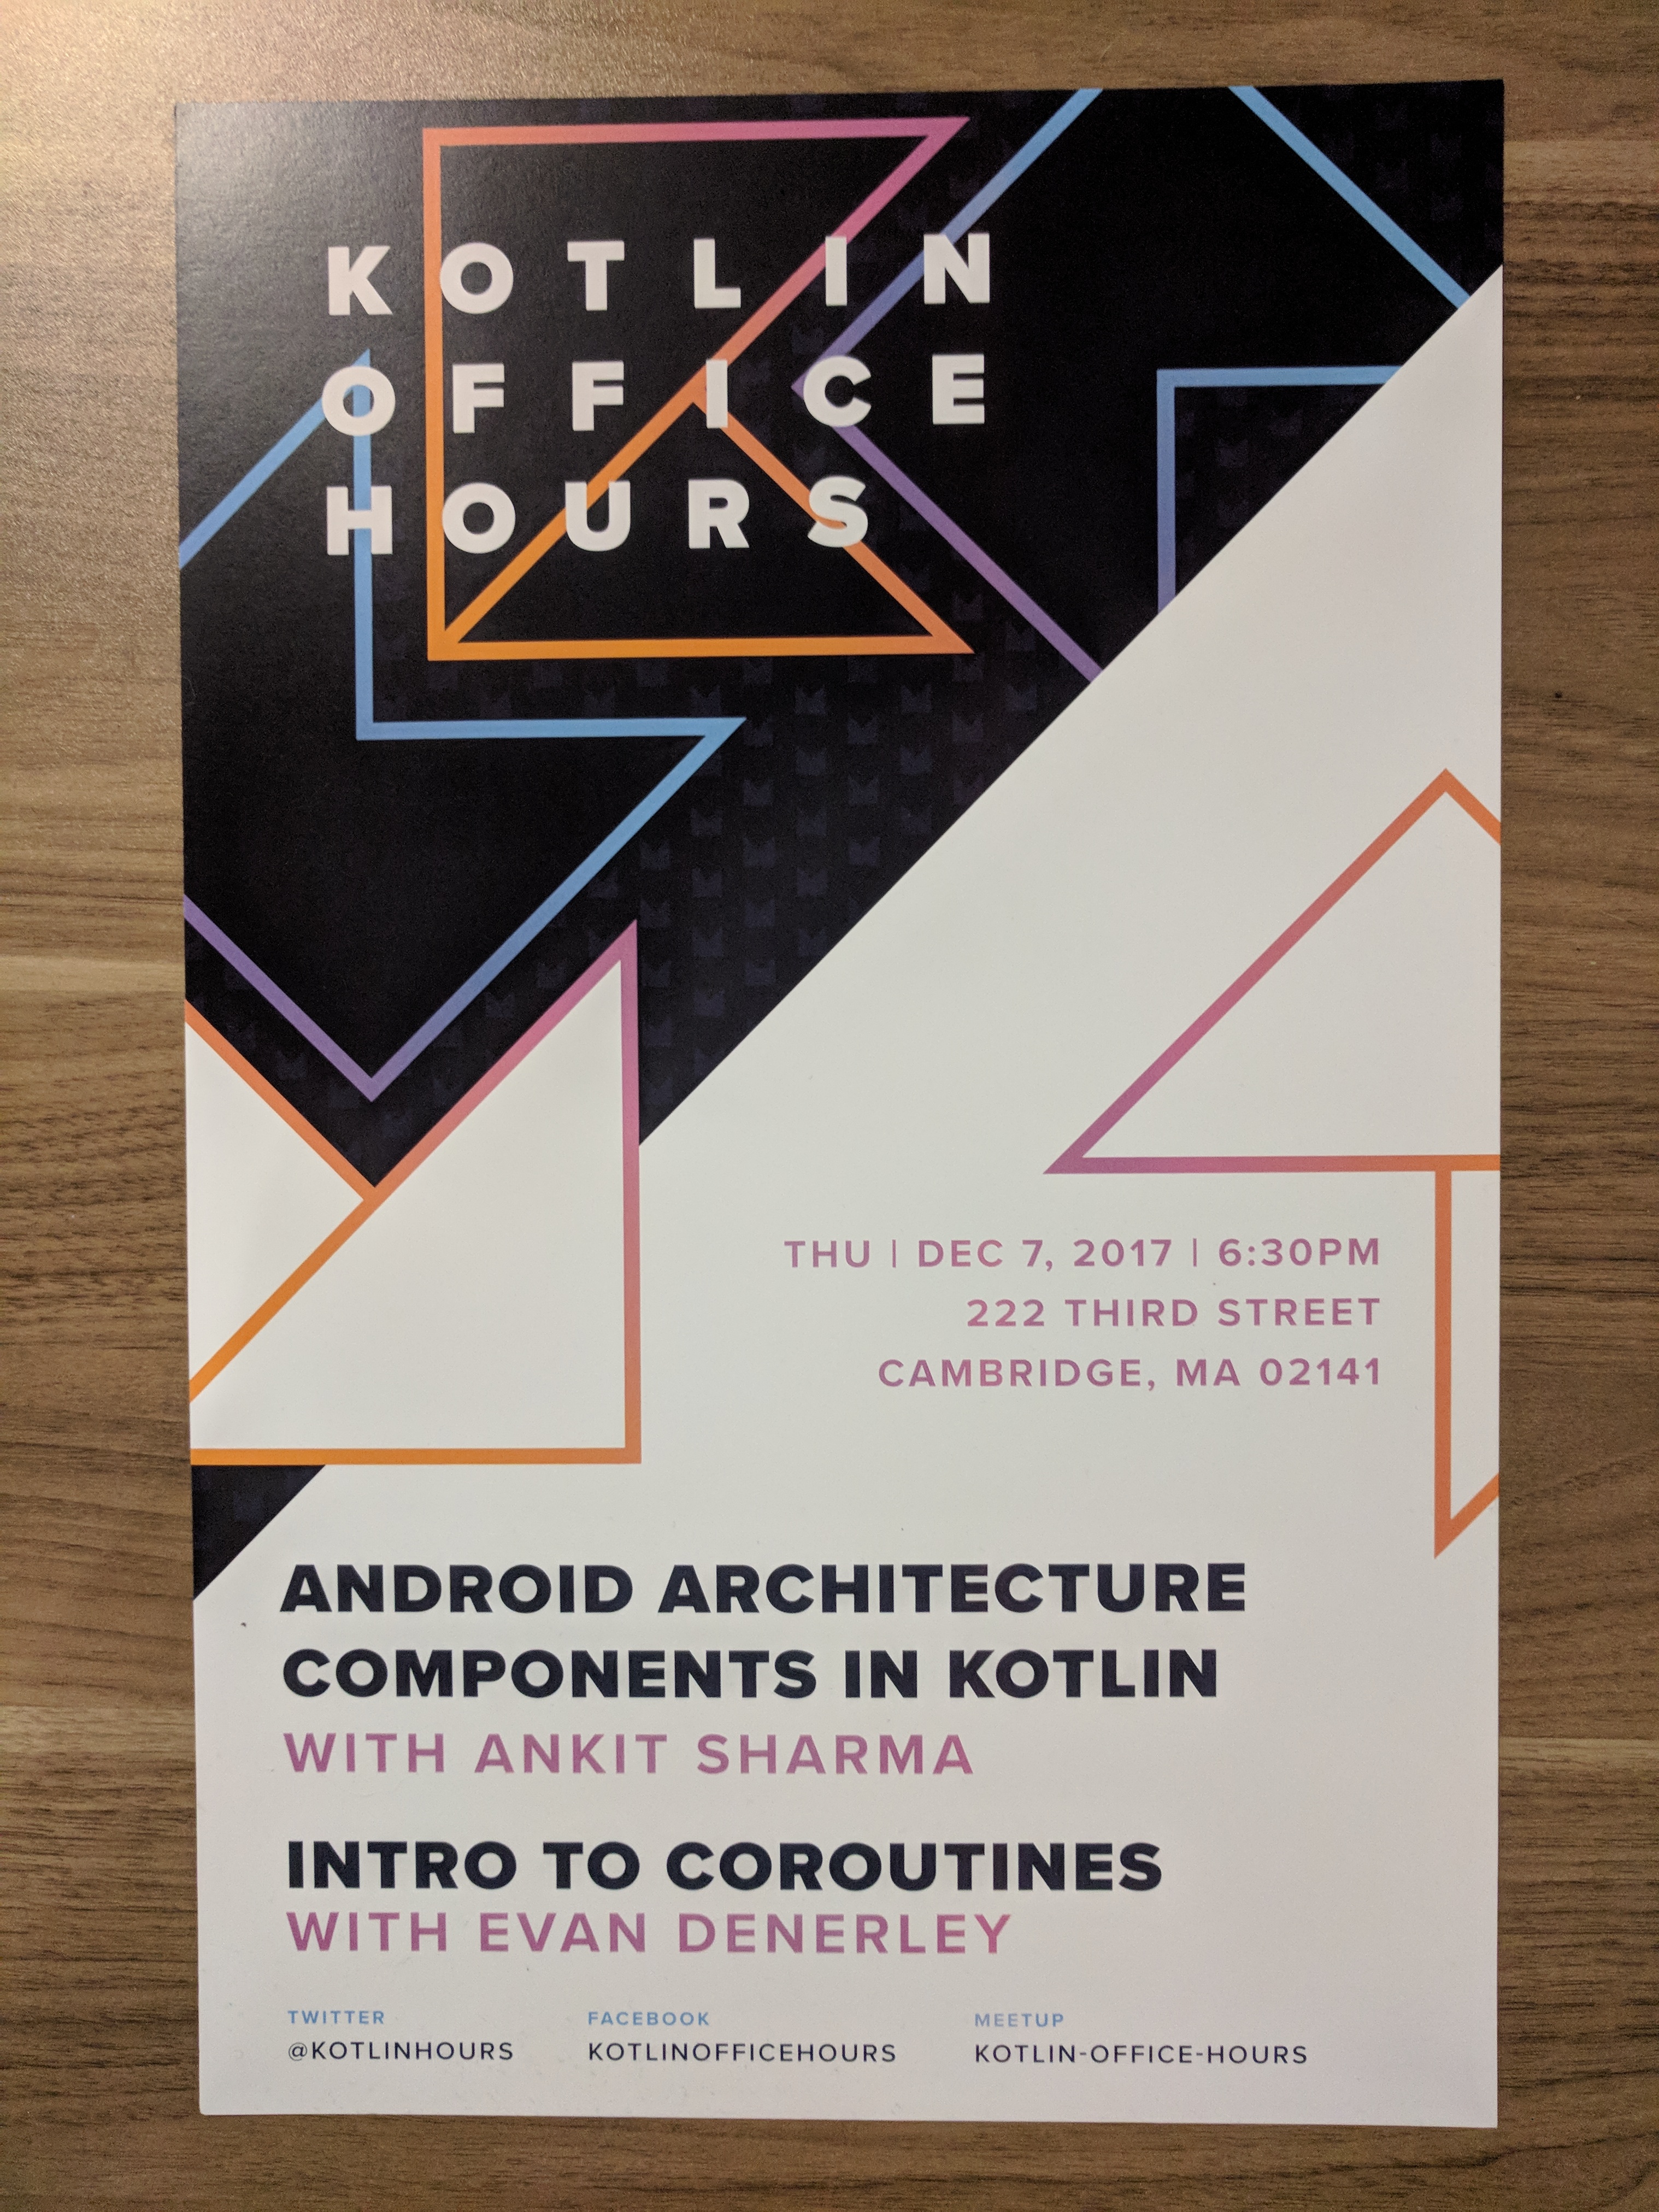 KOTLIN
OFFICE
HOURS
THU | DEC 7, 2017 | 6:30PM
222 THIRD STREET
CAMBRIDGE, MA 02141
ANDROID ARCHITECTURE
COMPONENTS IN KOTLIN
WITH ANKIT SHARMA
INTRO TO COROUTINES
WITH EVAN DENERLEY
TWITTER
@KOTLINHOURS
FACEBOOK
KOTLINOFFICEHOURS
MEETUP
KOTLIN-OFFICE-HOURS